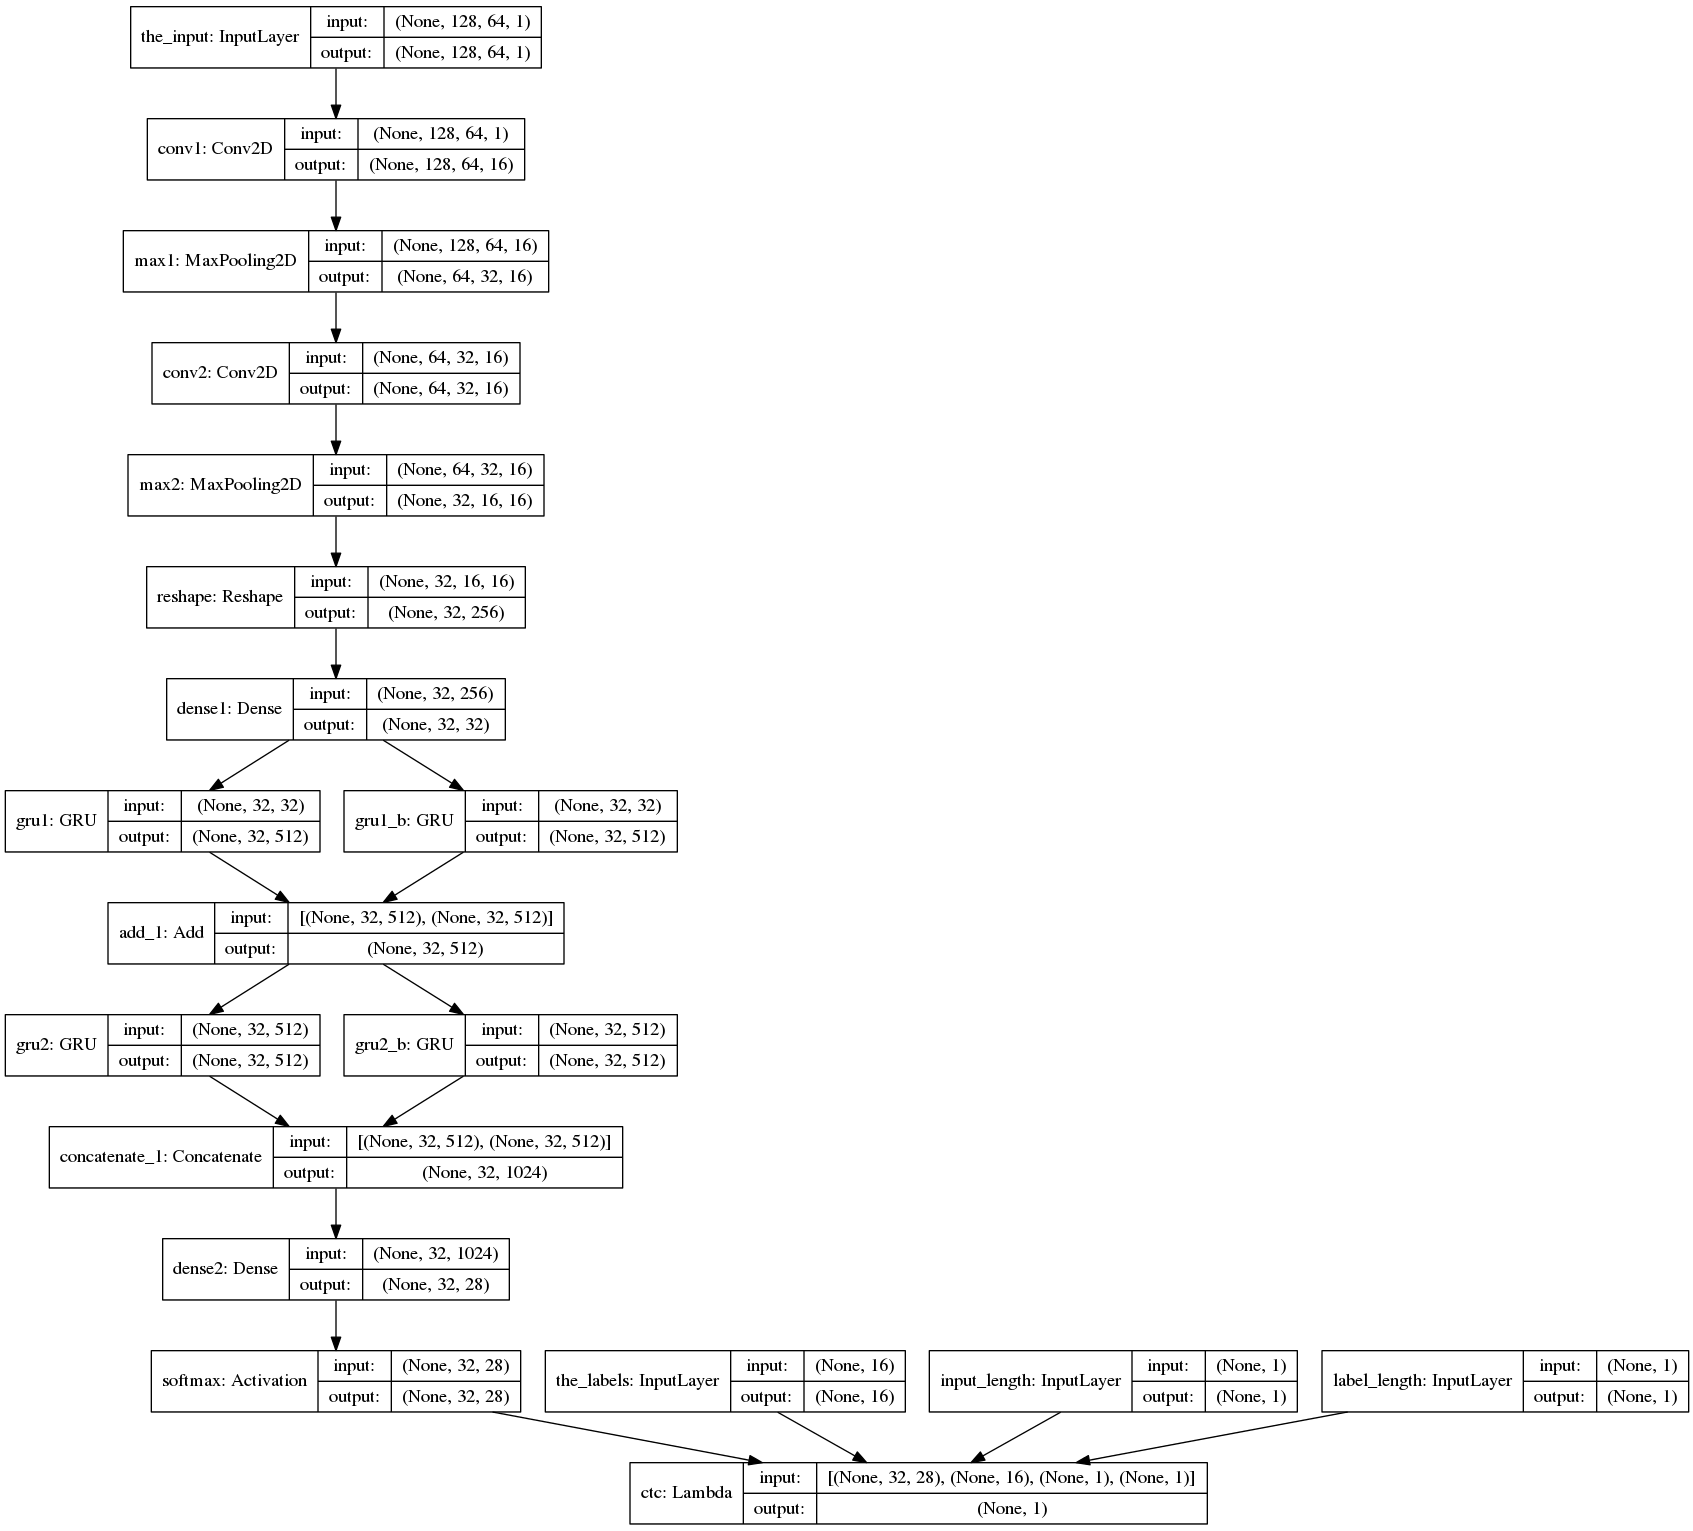 the_input: InputLayer input: (None, 128, 64, 1)
output: (None, 128, 64, 1)
conv1: Conv2D input: (None, 128, 64, 1)
output: (None, 128, 64, 16)
max1: MaxPooling2D input: (None, 128, 64, 16)
output: (None, 64, 32, 16)
conv2: Conv2D input: (None, 64, 32, 16)
output: (None, 64, 32, 16)
max2: MaxPooling2D input: (None, 64, 32, 16)
output: (None, 32, 16, 16)
reshape: Reshape input: (None, 32, 16, 16)
output: (None, 32, 256)
dense1: Dense input: (None, 32, 256)
output: (None, 32, 32)
gru1: GRU input: (None, 32, 32)
output: (None, 32, 512)
gru1_b: GRU input: (None, 32, 32)
output: (None, 32, 512)
add_1: Add input: [(None, 32, 512), (None, 32, 512)]
output: (None, 32, 512)
gru2: GRU input: (None, 32, 512)
output: (None, 32, 512)
gru2_b: GRU input: (None, 32, 512)
output: (None, 32, 512)
concatenate_1: Concatenate input: [(None, 32, 512), (None, 32, 512)]
output: (None, 32, 1024)
dense2: Dense input: (None, 32, 1024)
output: (None, 32, 28)
softmax: Activation input: (None, 32, 28)
output: (None, 32, 28)
the_labels: InputLayer input: (None, 16)
output: (None, 16)
input_length: InputLayer input: (None, 1)
output: (None, 1)
label_length: InputLayer input: (None, 1)
output: (None, 1)
ctc: Lambda input: [(None, 32, 28), (None, 16), (None, 1), (None, 1)]
output: (None, 1)